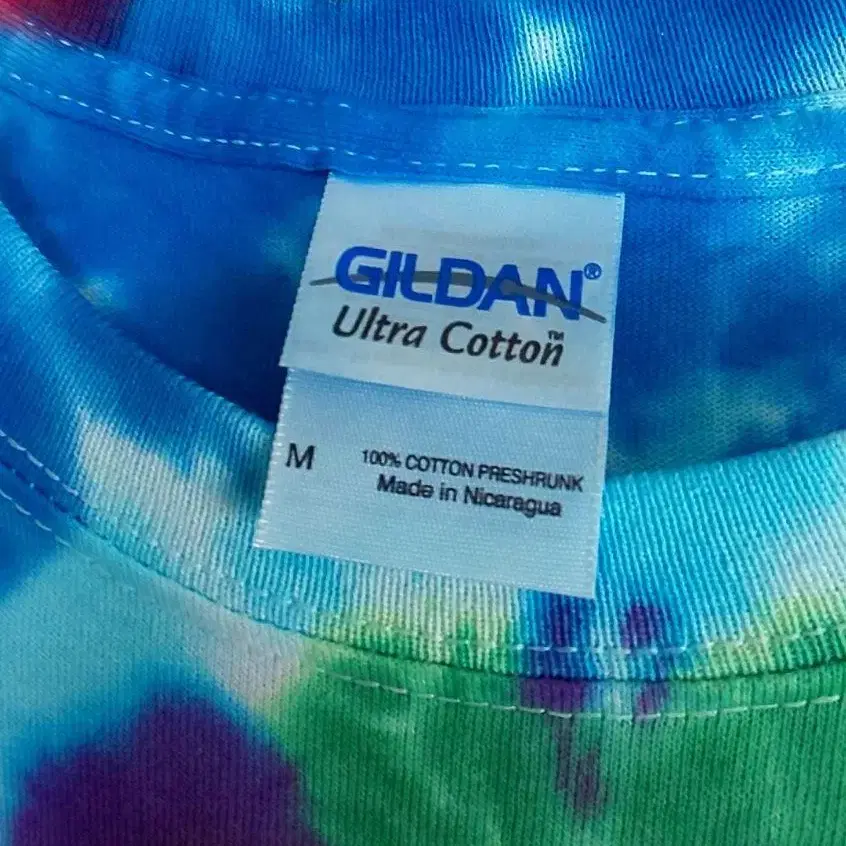 GILDAN®
Ultra Cotton™
M
100% COTTON PRESHRUNK
Made in Nicaragua